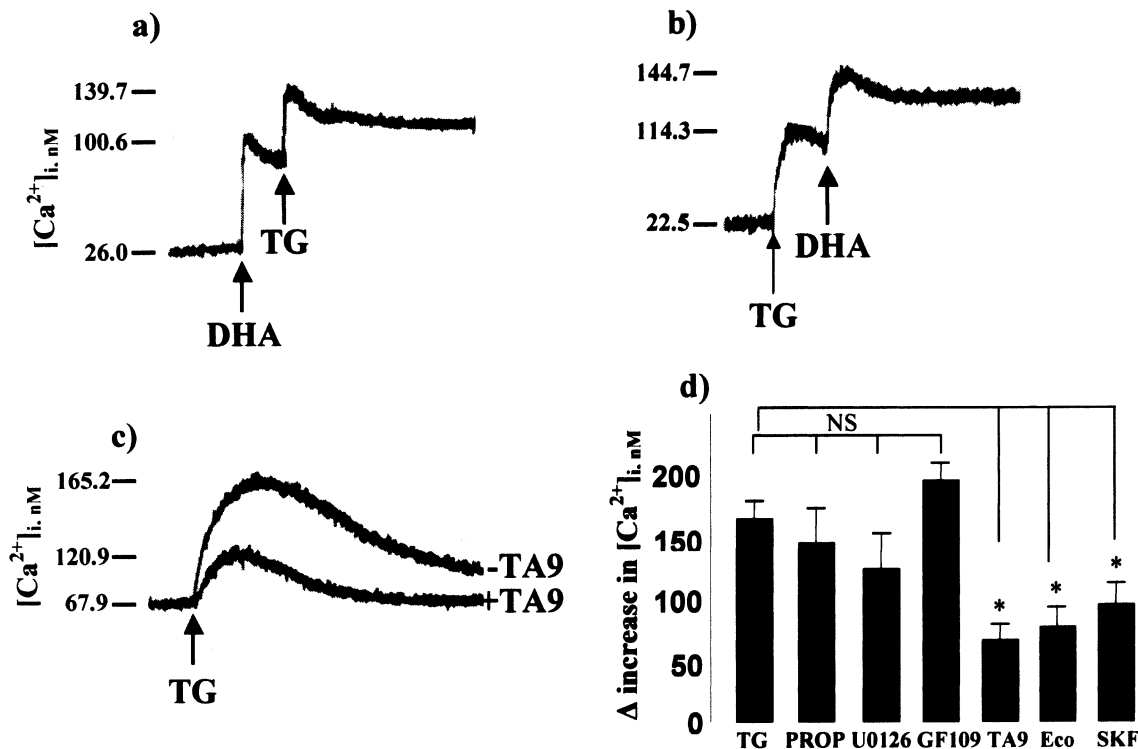 a)
139.7
100.6
26.0
[Ca2+]i. nM
TG
DHA
b)
144.7
114.3
22.5
DHA
TG
c)
165.2
120.9
67.9
[Ca2+]i. nM
-TA9
+TA9
TG
d)
NS
Δ increase in [Ca2+]i. nM
200
150
100
50
0
* * *
TG PROP U0126 GF109 TA9 Eco SKF